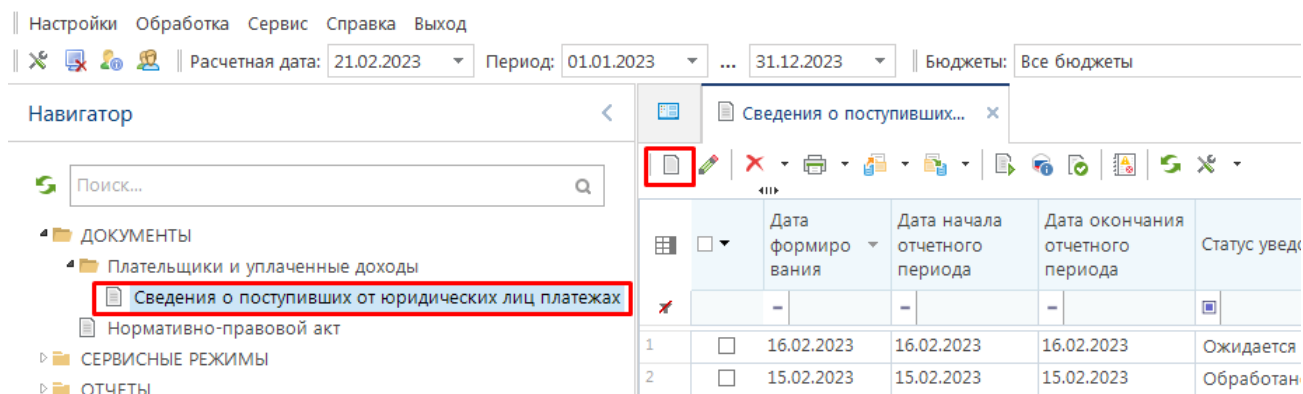 Настройки Обработка Сервис Справка Выход
Расчетная дата: 21.02.2023 Период: 01.01.2023 ... 31.12.2023 Бюджеты: Все бюджеты
Навигатор
Сведения о поступивших...
Поиск...
ДОКУМЕНТЫ
Плательщики и уплаченные доходы
Сведения о поступивших от юридических лиц платежах
Нормативно-правовой акт
СЕРВИСНЫЕ РЕЖИМЫ
ОТЧЕТЫ
Дата формиро вания
Дата начала отчетного периода
Дата окончания отчетного периода
Статус
1 16.02.2023 16.02.2023 16.02.2023 Ожидается
2 15.02.2023 15.02.2023 15.02.2023